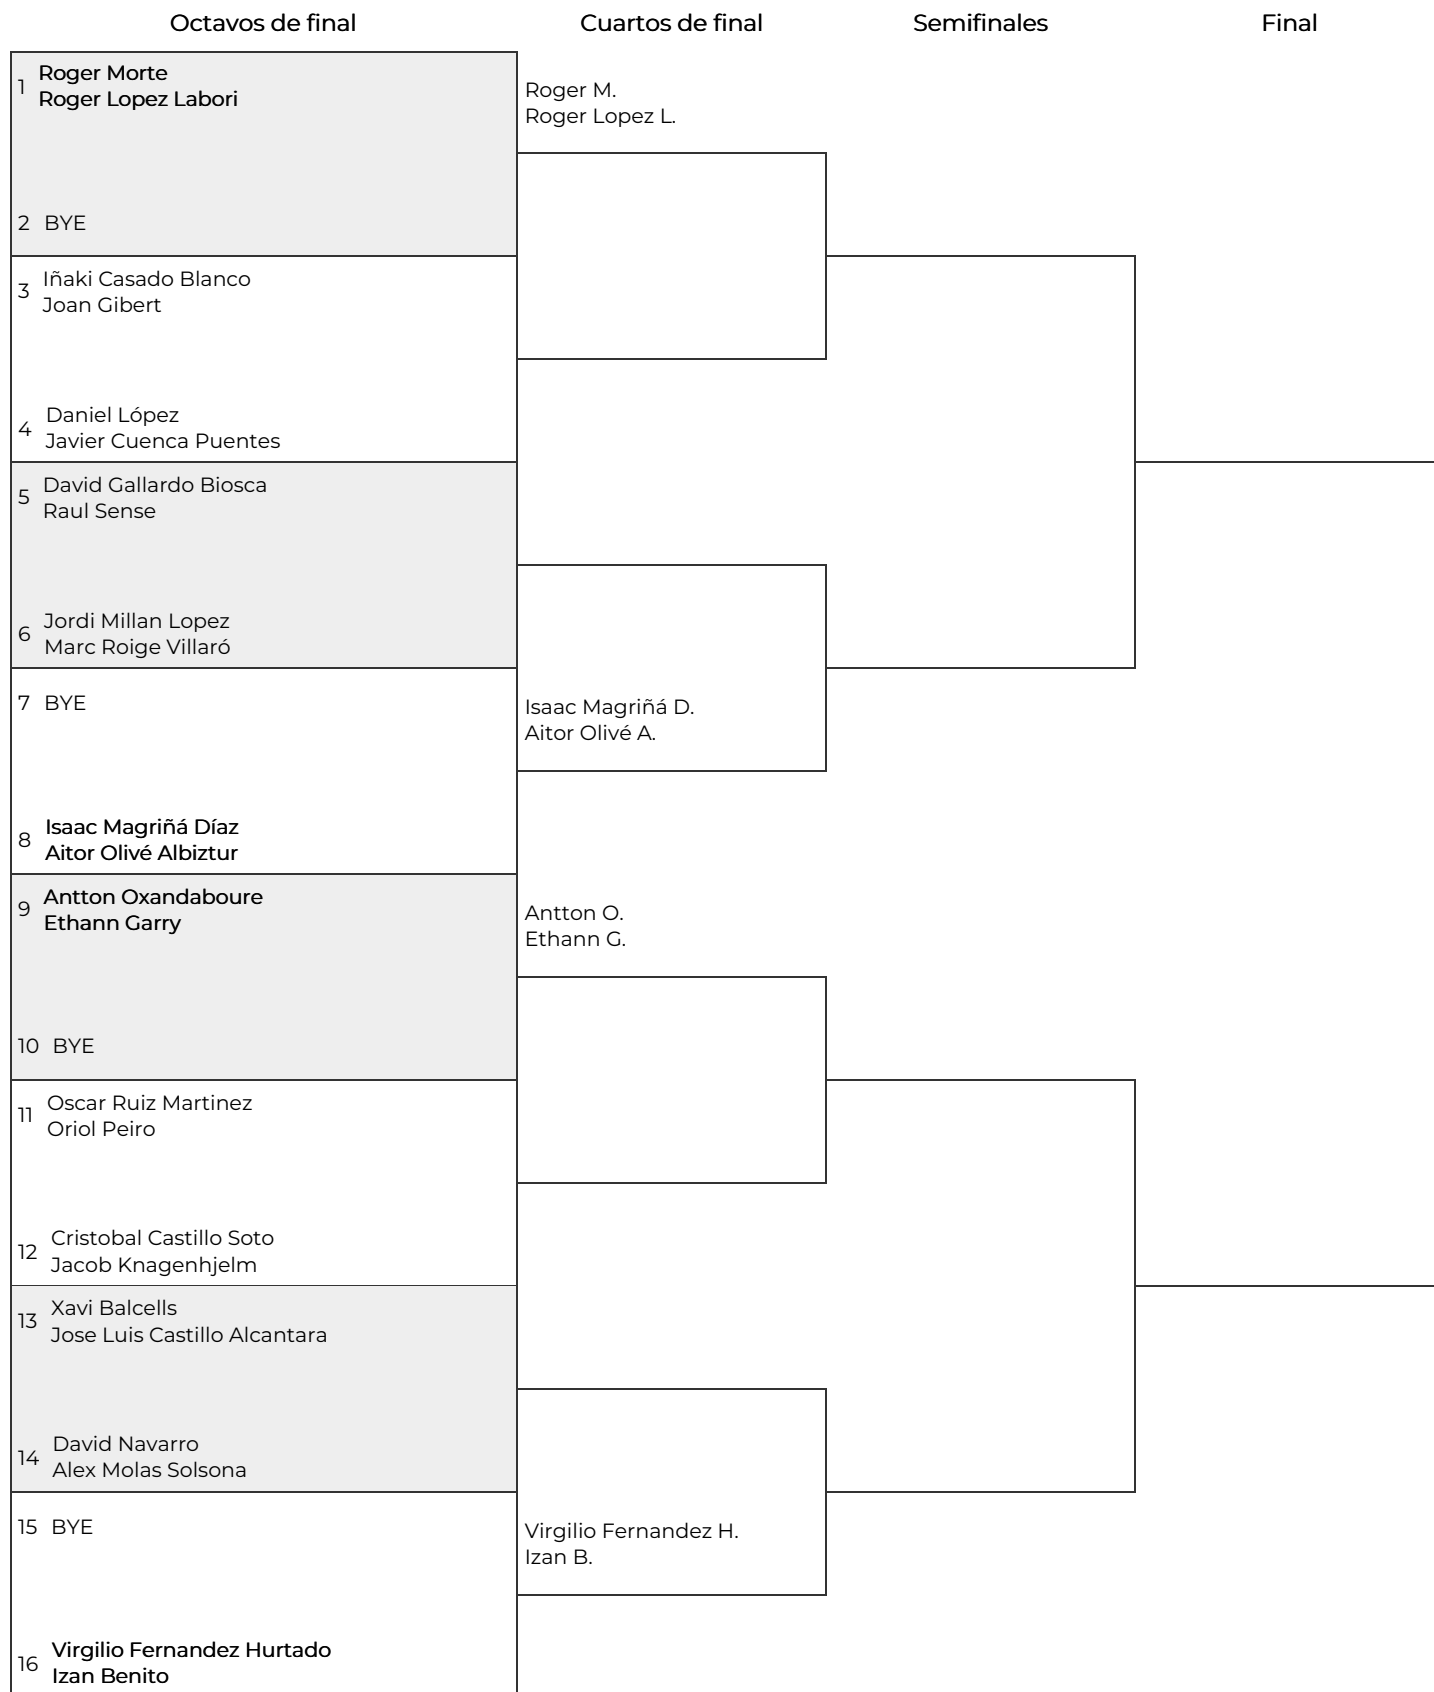 Octavos de final
Cuartos de final
Semifinales
Final
1
Roger Morte
Roger Lopez Labori
2 BYE
3
Iñaki Casado Blanco
Joan Gibert
4
Daniel López
Javier Cuenca Puentes
5
David Gallardo Biosca
Raul Sense
6
Jordi Millan Lopez
Marc Roige Villaró
7 BYE
8
Isaac Magriñá Díaz
Aitor Olivé Albiztur
9
Antton Oxandaboure
Ethann Garry
10 BYE
11
Oscar Ruiz Martinez
Oriol Peiro
12
Cristobal Castillo Soto
Jacob Knagenhjelm
13
Xavi Balcells
Jose Luis Castillo Alcantara
14
David Navarro
Alex Molas Solsona
15 BYE
16
Virgilio Fernandez Hurtado
Izan Benito
Roger M.
Roger Lopez L.
Isaac Magriñá D.
Aitor Olivé A.
Antton O.
Ethann G.
Virgilio Fernandez H.
Izan B.